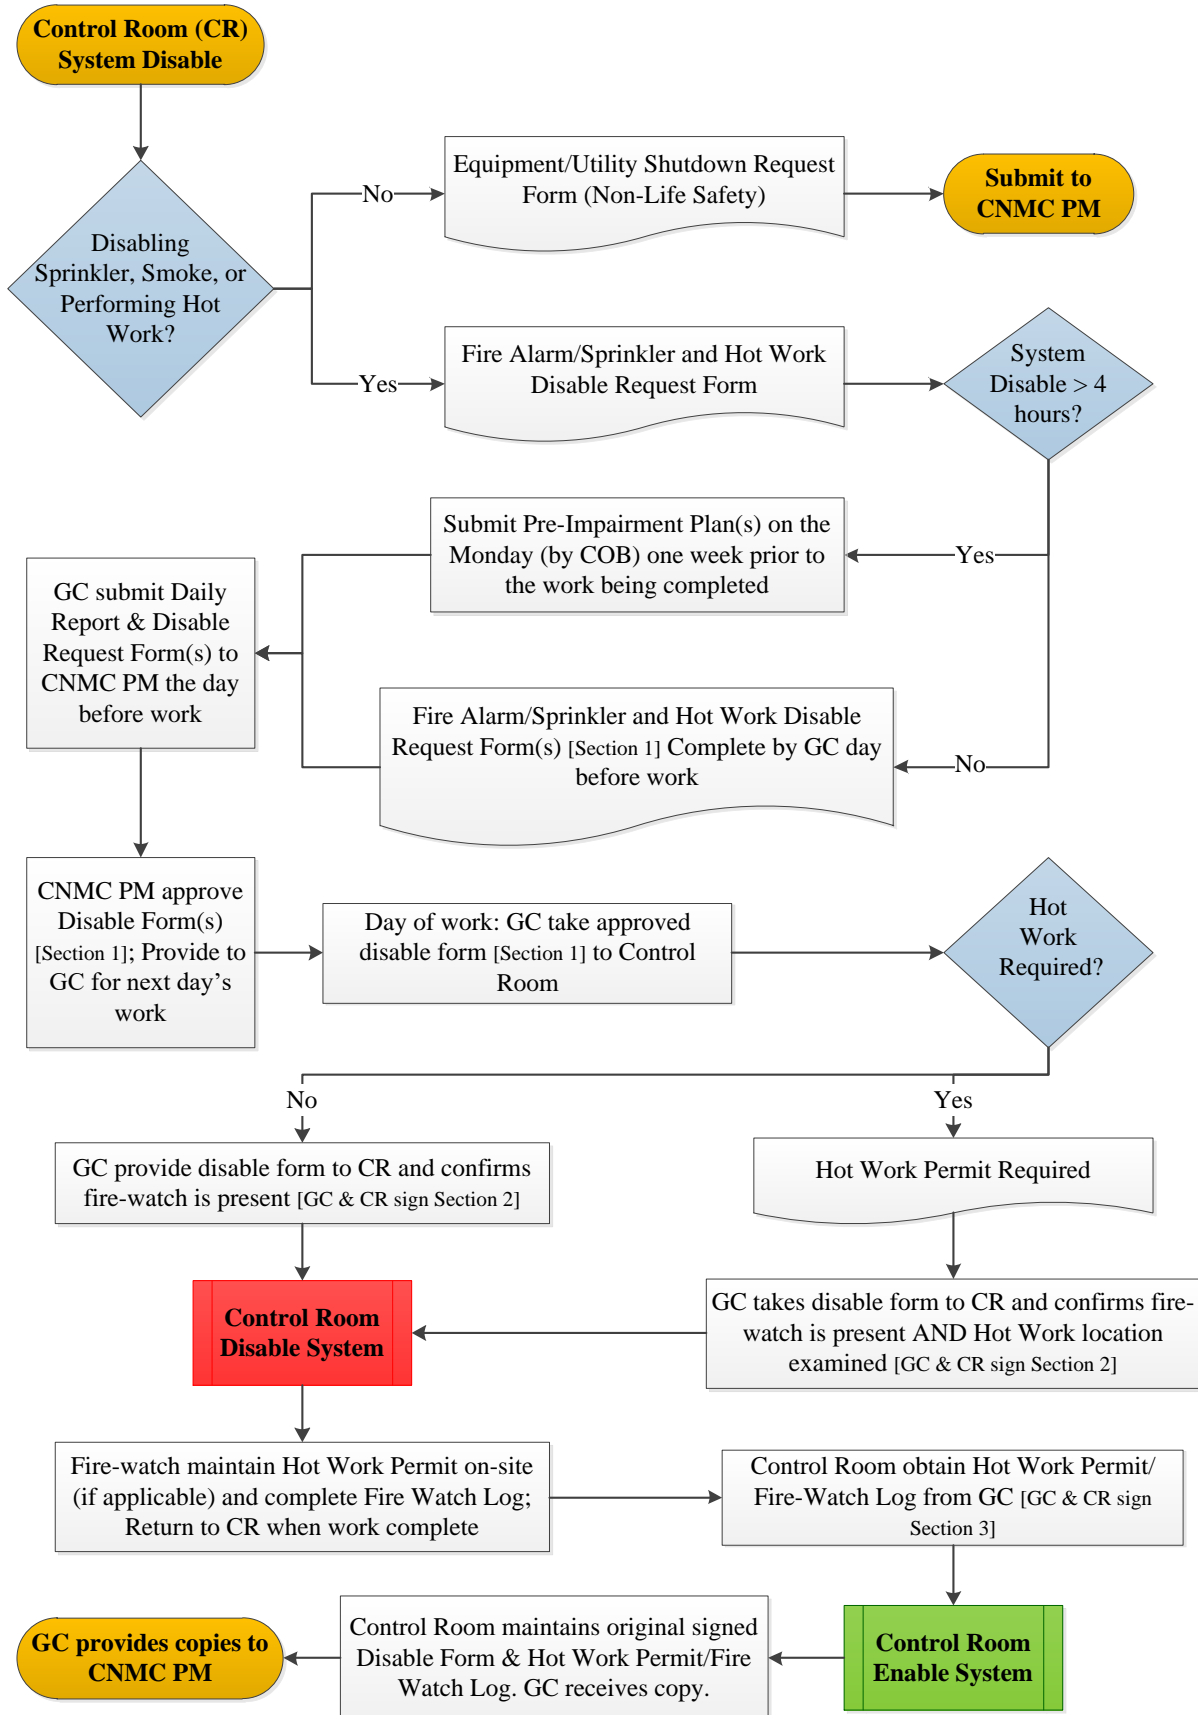 Control Room (CR)
System Disable
Disabling
Sprinkler, Smoke, or
Performing Hot
Work?
No
Equipment/Utility Shutdown Request
Form (Non-Life Safety)
Submit to
CNMC PM
Yes
Fire Alarm/Sprinkler and Hot Work
Disable Request Form
System
Disable > 4
hours?
Yes
Submit Pre-Impairment Plan(s) on the
Monday (by COB) one week prior to
the work being completed
No
Fire Alarm/Sprinkler and Hot Work Disable
Request Form(s) [Section 1] Complete by GC day
before work
GC submit Daily
Report & Disable
Request Form(s) to
CNMC PM the day
before work
CNMC PM approve
Disable Form(s)
[Section 1]; Provide to
GC for next day's
work
Day of work: GC take approved
disable form [Section 1] to Control
Room
Hot
Work
Required?
No
GC provide disable form to CR and confirms
fire-watch is present [GC & CR sign Section 2]
Yes
Hot Work Permit Required
GC takes disable form to CR and confirms fire-
watch is present AND Hot Work location
examined [GC & CR sign Section 2]
Control Room
Disable System
Fire-watch maintain Hot Work Permit on-site
(if applicable) and complete Fire Watch Log;
Return to CR when work complete
Control Room obtain Hot Work Permit/
Fire-Watch Log from GC [GC & CR sign
Section 3]
Control Room
Enable System
Control Room maintains original signed
Disable Form & Hot Work Permit/Fire
Watch Log. GC receives copy.
GC provides copies to
CNMC PM